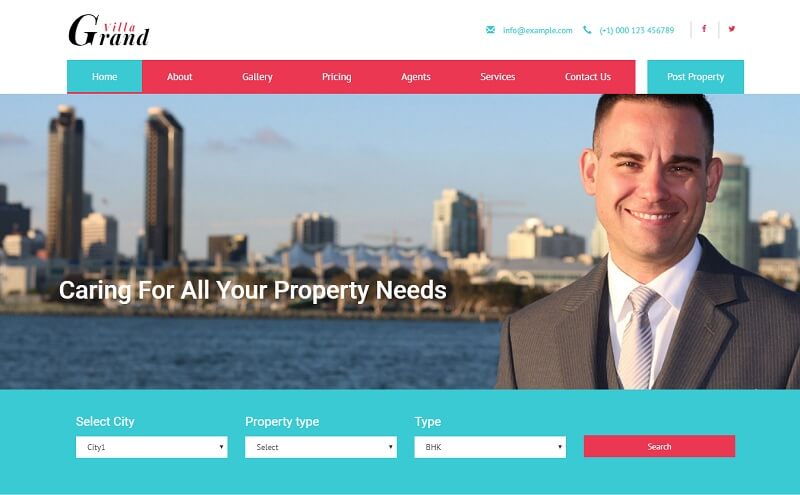 Villa
Grand
info@example.com (+1) 000 123 456789
Home About Gallery Pricing Agents Services Contact Us Post Property
Caring For All Your Property Needs
Select City Property type Type
City1 Select BHK Search